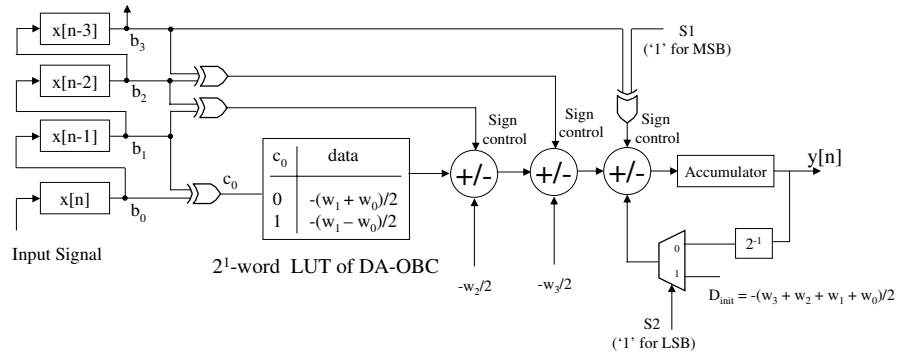 x[n-3]
b₃
S1
('1' for MSB)
x[n-2]
b₂
x[n-1]
b₁
Sign
control
Sign
control
Sign
control
c₀
c₀ data
0 -(w₁ + w₀)/2
1 -(w₁ – w₀)/2
+/-
+/-
+/-
Accumulator
y[n]
x[n]
b₀
Input Signal
2¹-word LUT of DA-OBC
-w₂/2
-w₃/2
0
1
2⁻¹
D_init = -(w₃ + w₂ + w₁ + w₀)/2
S2
('1' for LSB)